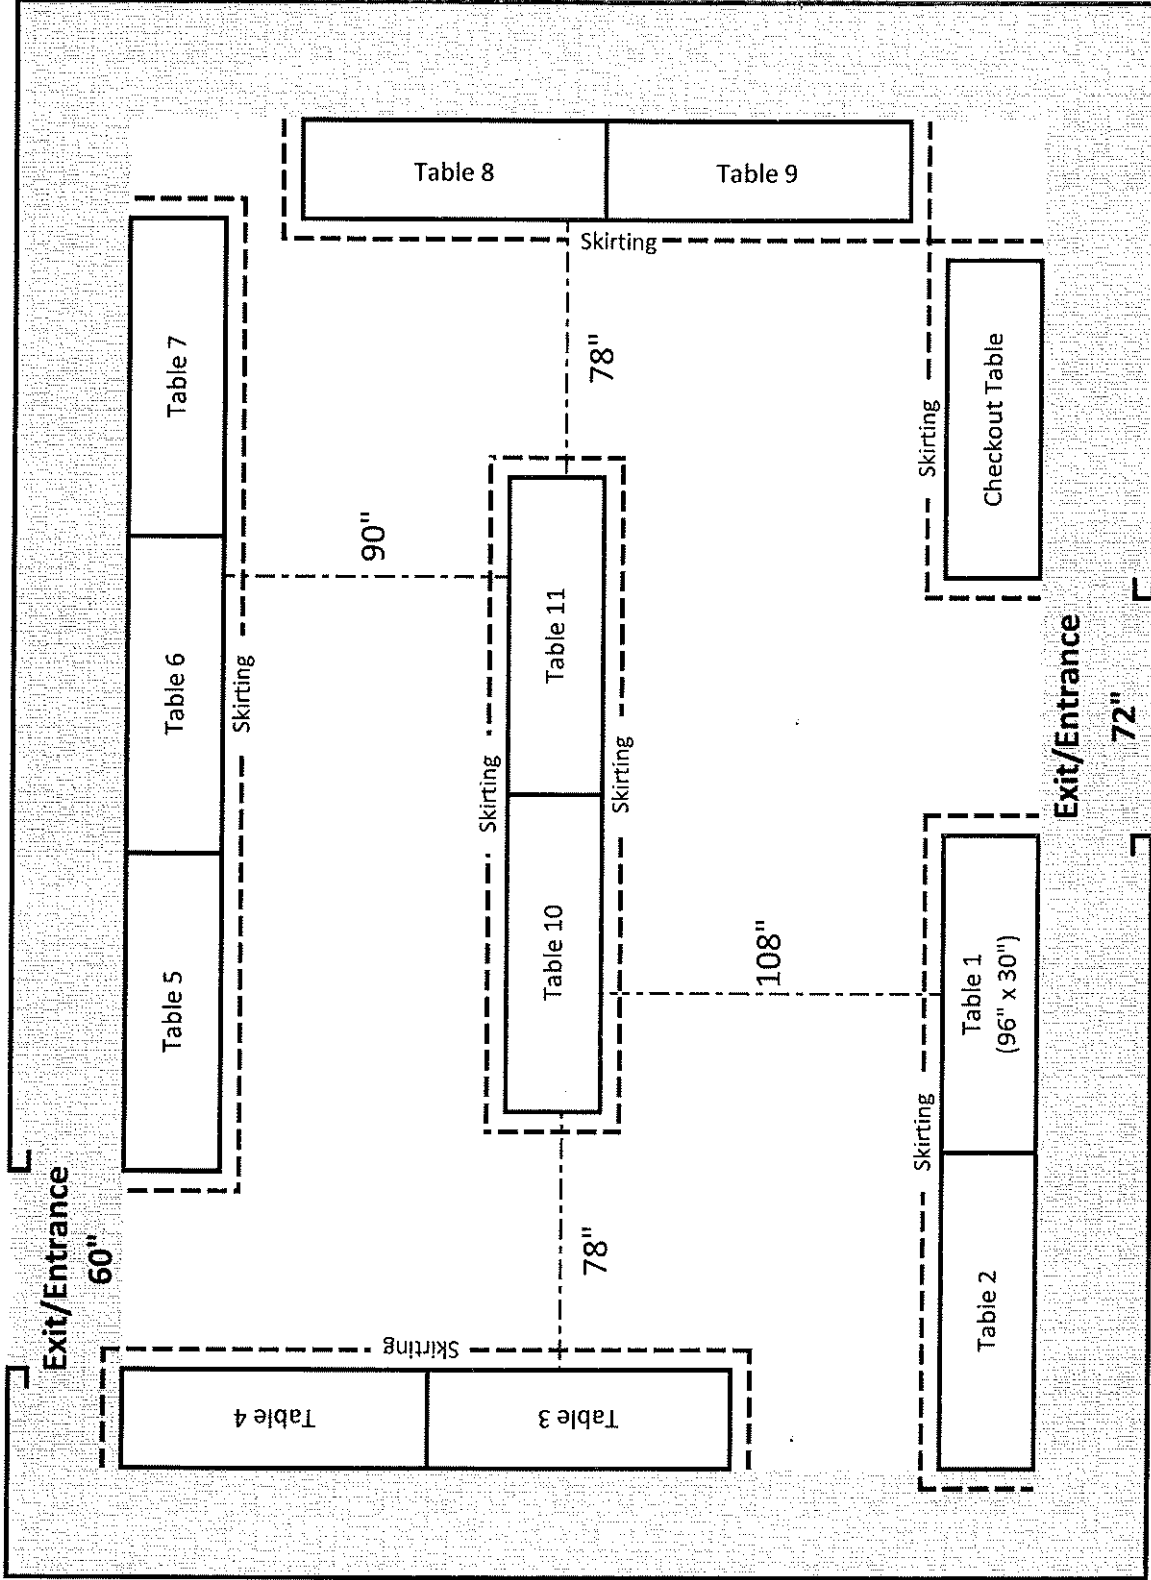 Exit/Entrance
60"
Table 5
Table 6
Table 7
Skirting
Table 4
Table 3
Skirting
90"
Table 8
Table 9
Skirting
Skirting
Table 10
Table 11
Skirting
78"
78"
108"
Skirting
Table 2
Table 1
(96" x 30")
Skirting
Checkout Table
Exit/Entrance
72"